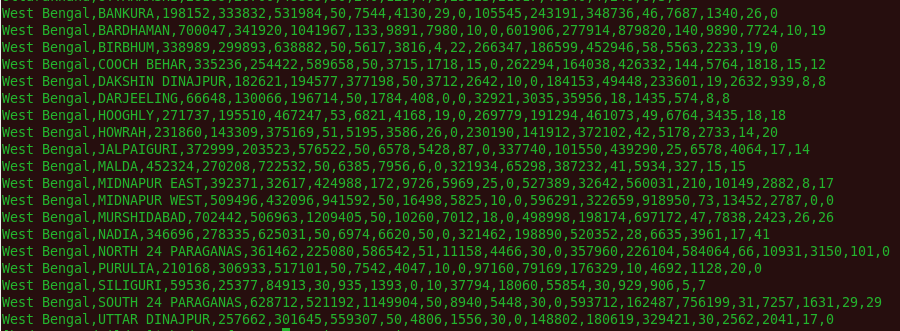 West Bengal,BANKURA,198152,333832,531984,50,7544,4130,29,0,105545,243191,348736,46,7687,1340,26,0
West Bengal,BARDHAMAN,700047,341920,1041967,133,9891,7980,10,0,601906,277914,879820,140,9890,7724,10,19
West Bengal,BIRBHUM,338989,299893,638882,50,5617,3816,4,22,266347,186599,452946,58,5563,2233,19,0
West Bengal,COOCH BEHAR,335236,254422,589658,50,3715,1718,15,0,262294,164038,426332,144,5764,1818,15,12
West Bengal,DAKSHIN DINAJPUR,182621,194577,377198,50,3712,2642,10,0,184153,49448,233601,19,2632,939,8,8
West Bengal,DARJEELING,66648,130066,196714,50,1784,408,0,0,32921,3035,35956,18,1435,574,8,8
West Bengal,HOOGHLY,271737,195510,467247,53,6821,4168,19,0,269779,191294,461073,49,6764,3435,18,18
West Bengal,HOWRAH,231860,143309,375169,51,5195,3586,26,0,230190,141912,372102,42,5178,2733,14,20
West Bengal,JALPAIGURI,372999,203523,576522,50,6578,5428,87,0,337740,101550,439290,25,6578,4064,17,14
West Bengal,MALDA,452324,270208,722532,50,6385,7956,6,0,321934,65298,387232,41,5934,327,15,15
West Bengal,MIDNAPUR EAST,392371,32617,424988,172,9726,5969,25,0,527389,32642,560031,210,10149,2882,8,17
West Bengal,MIDNAPUR WEST,509496,432096,941592,50,16498,5825,10,0,596291,322659,918950,73,13452,2787,0,0
West Bengal,MURSHIDABAD,702442,506963,1209405,50,10260,7012,18,0,498998,198174,697172,47,7838,2423,26,26
West Bengal,NADIA,346696,278335,625031,50,6974,6620,50,0,321462,198890,520352,28,6635,3961,17,41
West Bengal,NORTH 24 PARAGANAS,361462,225080,586542,51,11158,4466,30,0,357960,226104,584064,66,10931,3150,101,0
West Bengal,PURULIA,210168,306933,517101,50,7542,4047,10,0,97160,79169,176329,10,4692,1128,20,0
West Bengal,SILIGURI,59536,25377,84913,30,935,1393,0,10,37794,18060,55854,30,929,906,5,7
West Bengal,SOUTH 24 PARAGANAS,628712,521192,1149904,50,8940,5448,30,0,593712,162487,756199,31,7257,1631,29,29
West Bengal,UTTAR DINAJPUR,257662,301645,559307,50,4806,1556,30,0,148802,180619,329421,30,2562,2041,17,0